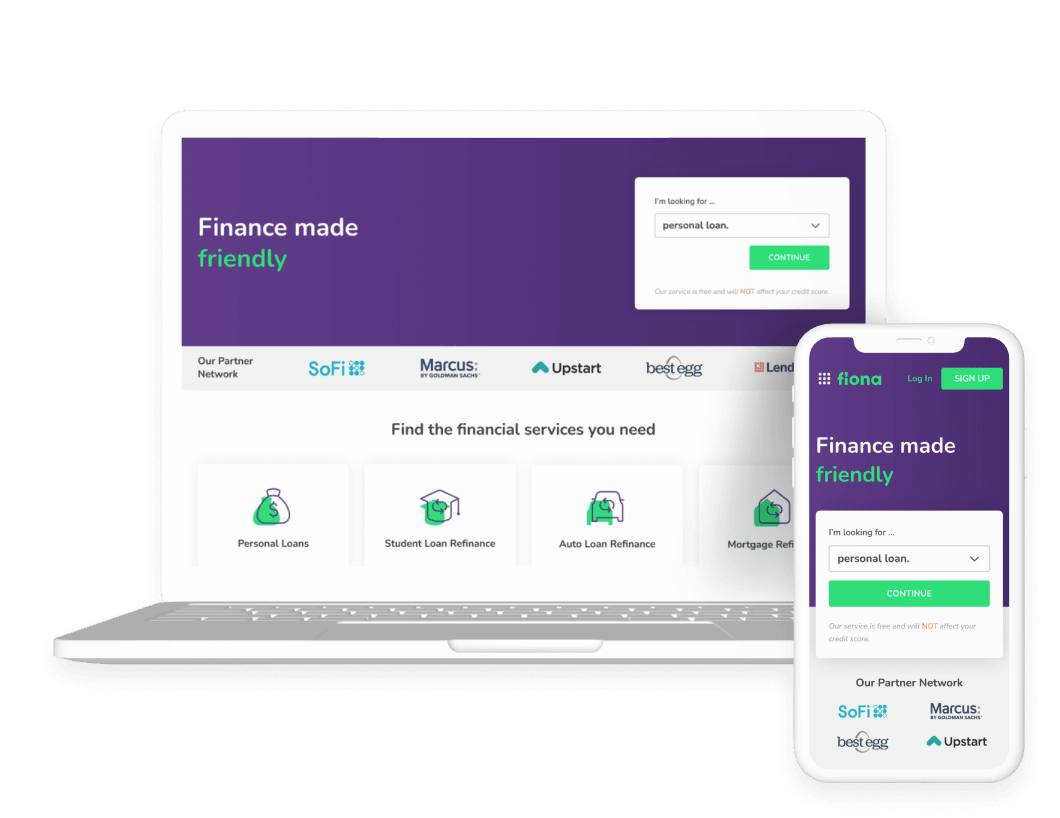 Finance made
friendly
I'm looking for ...
personal loan.
CONTINUE
Our service is free and will NOT affect your credit score.
Our Partner
Network
SoFi
Marcus:
BY GOLDMAN SACHS
Upstart
best egg
Lend
Find the financial services you need
Personal Loans
Student Loan Refinance
Auto Loan Refinance
Mortgage Refi
fiona
Log In
SIGN UP
Finance made
friendly
I'm looking for ...
personal loan.
CONTINUE
Our service is free and will NOT affect your
credit score.
Our Partner Network
SoFi
Marcus:
BY GOLDMAN SACHS
best egg
Upstart